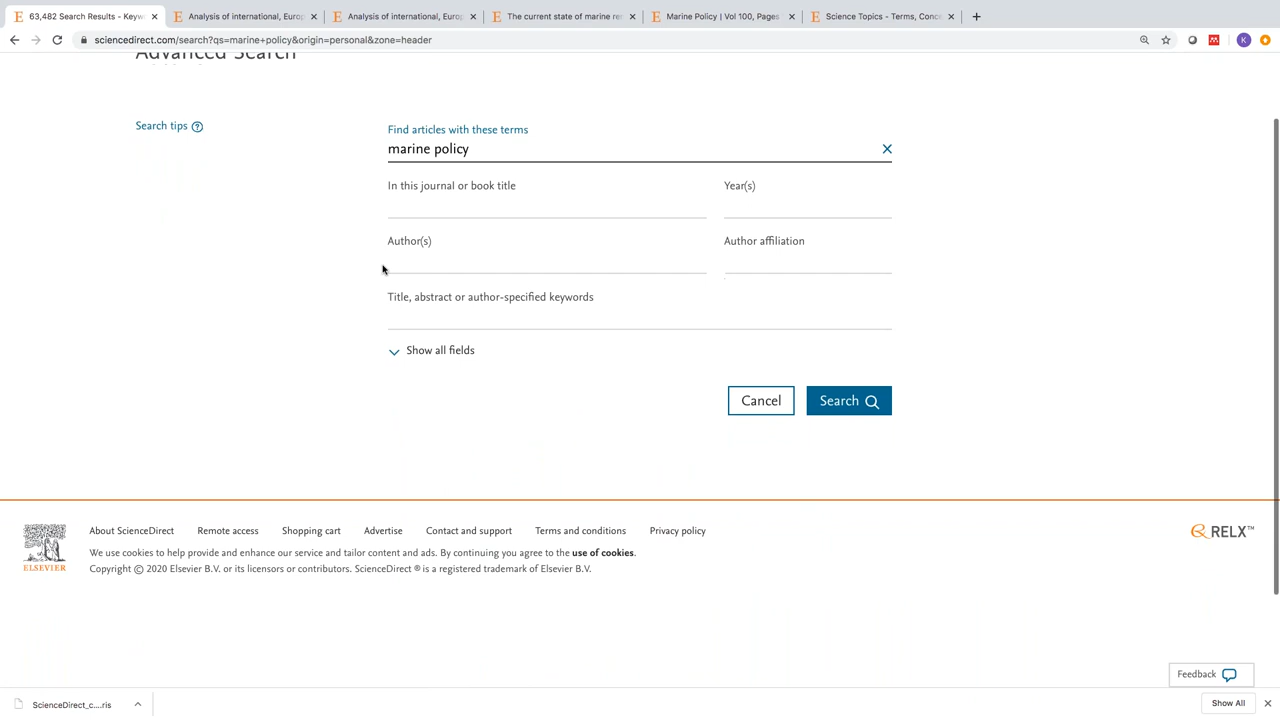 63,482 Search Results - Keyw
Analysis of international, Europ
Analysis of international, Europ
The current state of marine re
Marine Policy | Vol 100, Pages
Science Topics - Terms, Conc
sciencedirect.com/search?qs=marine+policy&origin=personal&zone=header
K
Advanced Search
Search tips
Find articles with these terms
marine policy
In this journal or book title
Year(s)
Author(s)
Author affiliation
Title, abstract or author-specified keywords
Show all fields
Cancel
Search
About ScienceDirect Remote access Shopping cart Advertise Contact and support Terms and conditions Privacy policy
RELX™
We use cookies to help provide and enhance our service and tailor content and ads. By continuing you agree to the use of cookies.
ELSEVIER
Copyright © 2020 Elsevier B.V. or its licensors or contributors. ScienceDirect ® is a registered trademark of Elsevier B.V.
Feedback
ScienceDirect_c....ris
Show All